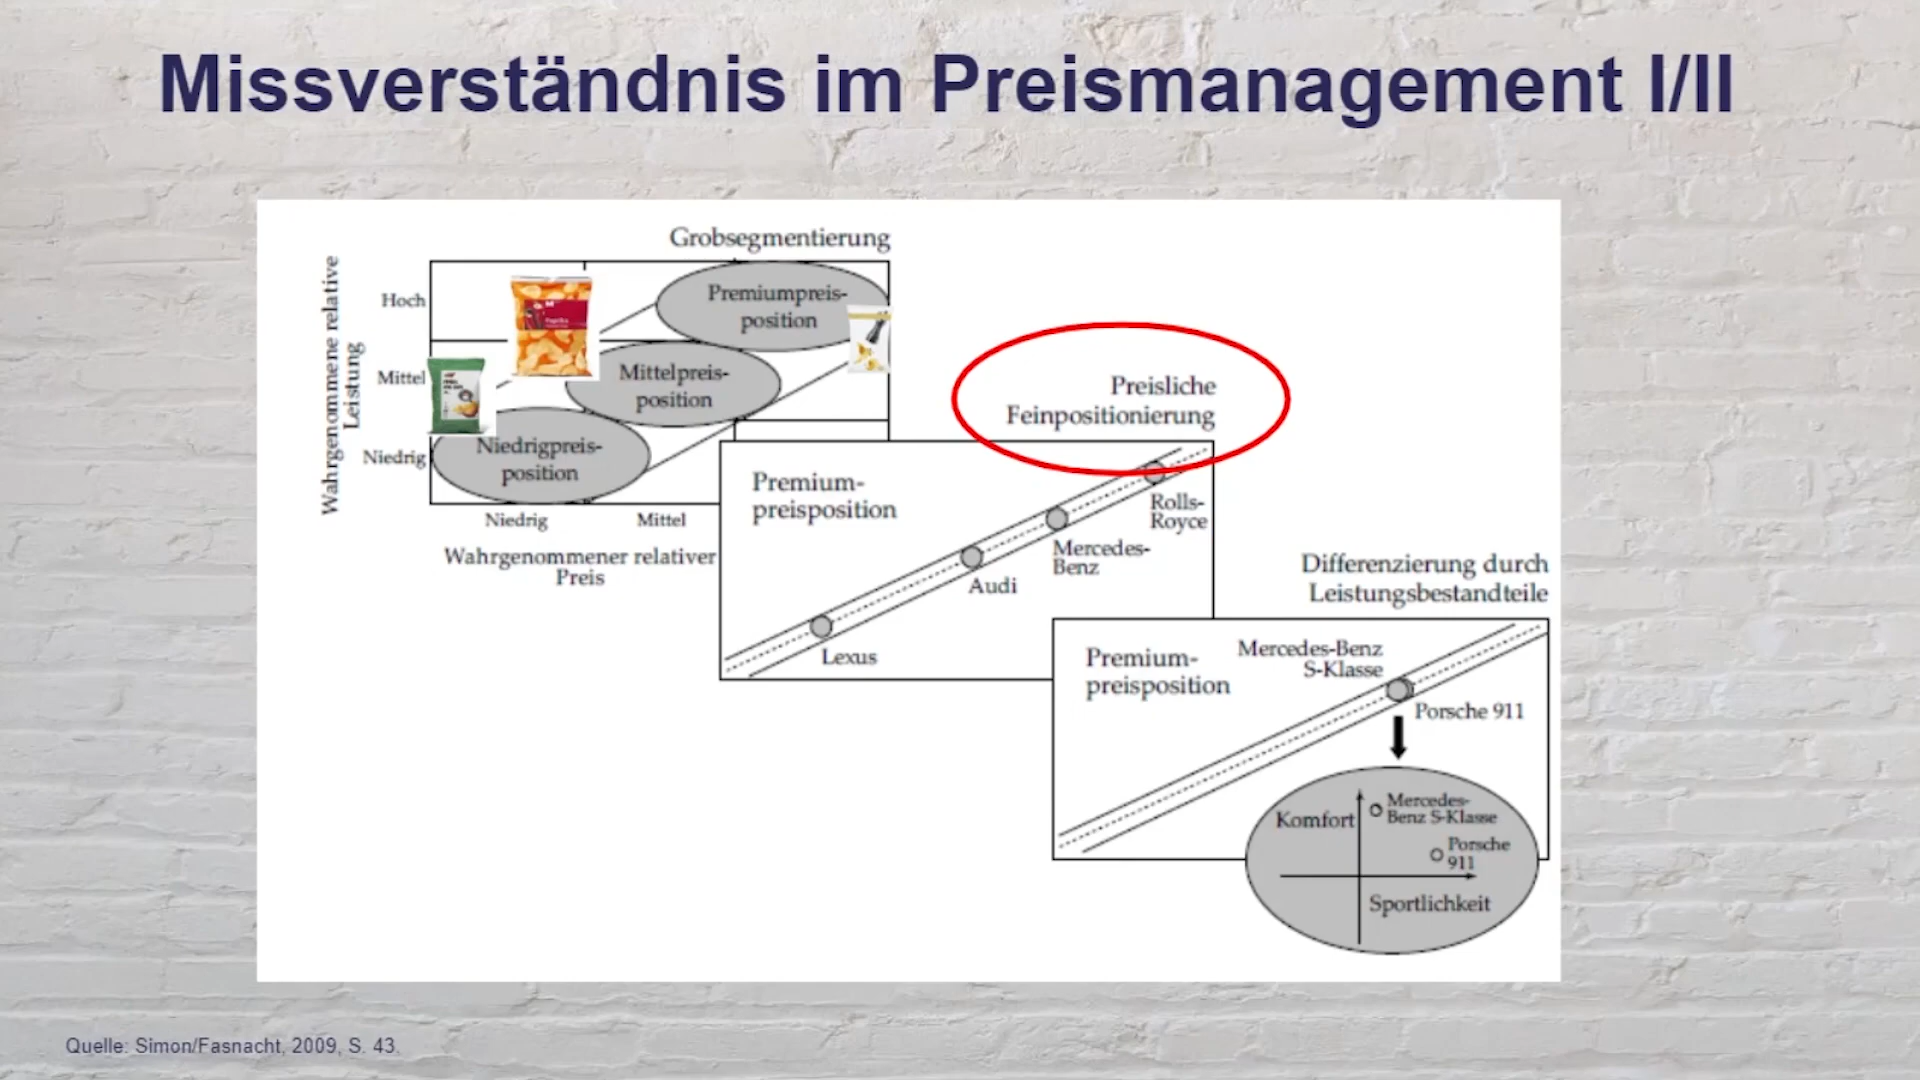 Missverständnis im Preismanagement I/II
Grobsegmentierung
Wahrgenommene relative
Leistung
Hoch
Mittel
Niedrig
Premiumpreis-
position
Mittelpreis-
position
Niedrigpreis-
position
Niedrig
Mittel
Wahrgenommener relativer
Preis
Preisliche
Feinpositionierung
Premium-
preisposition
Rolls-
Royce
Mercedes-
Benz
Audi
Lexus
Differenzierung durch
Leistungsbestandteile
Premium-
preisposition
Mercedes-Benz
S-Klasse
Porsche 911
Komfort
Mercedes-
Benz S-Klasse
Porsche
911
Sportlichkeit
Quelle: Simon/Fasnacht, 2009, S. 43.